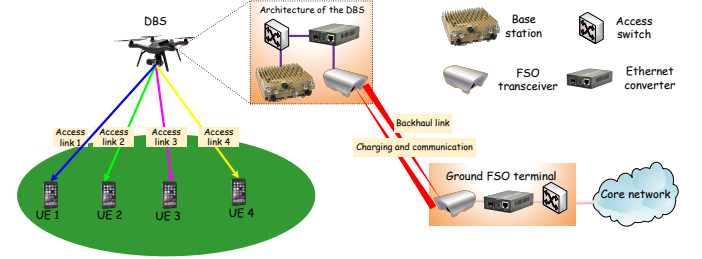 DBS
Architecture of the DBS
Base
station
Access
switch
FSO
transceiver
Ethernet
converter
Access
link 1
Access
link 2
Access
link 3
Access
link 4
Backhaul link
Charging and communication
UE 1
UE 2
UE 3
UE 4
Ground FSO terminal
Core network